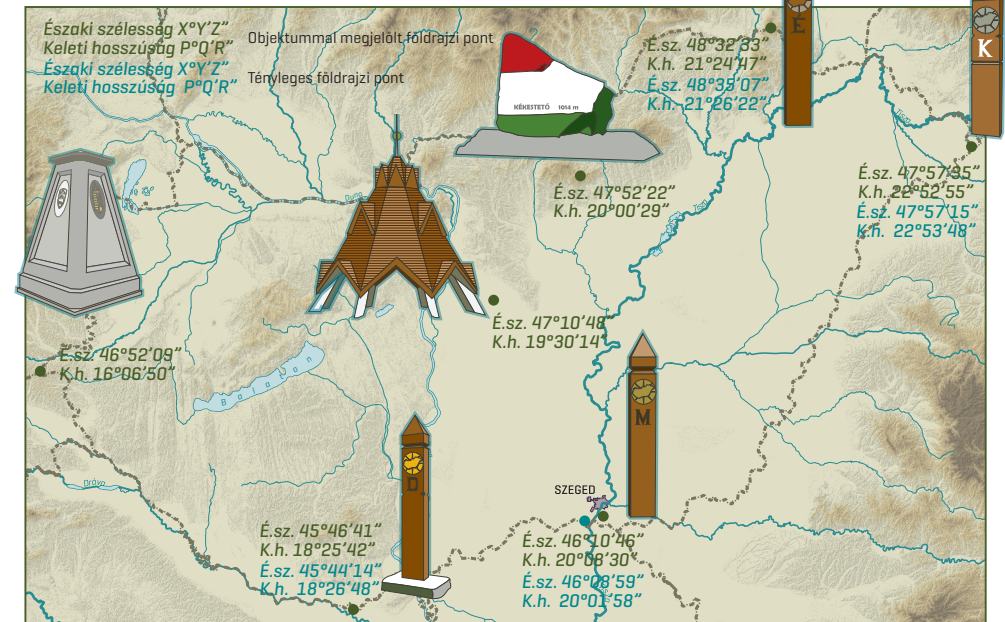 Északi szélesség X°Y'Z"
Keleti hosszúság P°Q'R"
Északi szélesség X°Y'Z"
Keleti hosszúság P°Q'R"
Objektummal megjelölt földrajzi pont
Tényleges földrajzi pont
KÉKESTETŐ 1014 m
É
K
É.sz. 48°32'33"
K.h. 21°24'47"
É.sz. 48°35'07"
K.h. 21°26'22"
É.sz. 47°57'35"
K.h. 22°52'55"
É.sz. 47°57'15"
K.h. 22°53'48"
É.sz. 47°52'22"
K.h. 20°00'29"
Duna
É.sz. 47°10'48"
K.h. 19°30'14"
É.sz. 46°52'09"
K.h. 16°06'50"
Balaton
M
D
Dráva
SZEGED
É.sz. 45°46'41"
K.h. 18°25'42"
É.sz. 45°44'14"
K.h. 18°26'48"
É.sz. 46°10'46"
K.h. 20°08'30"
É.sz. 46°08'59"
K.h. 20°01'58"